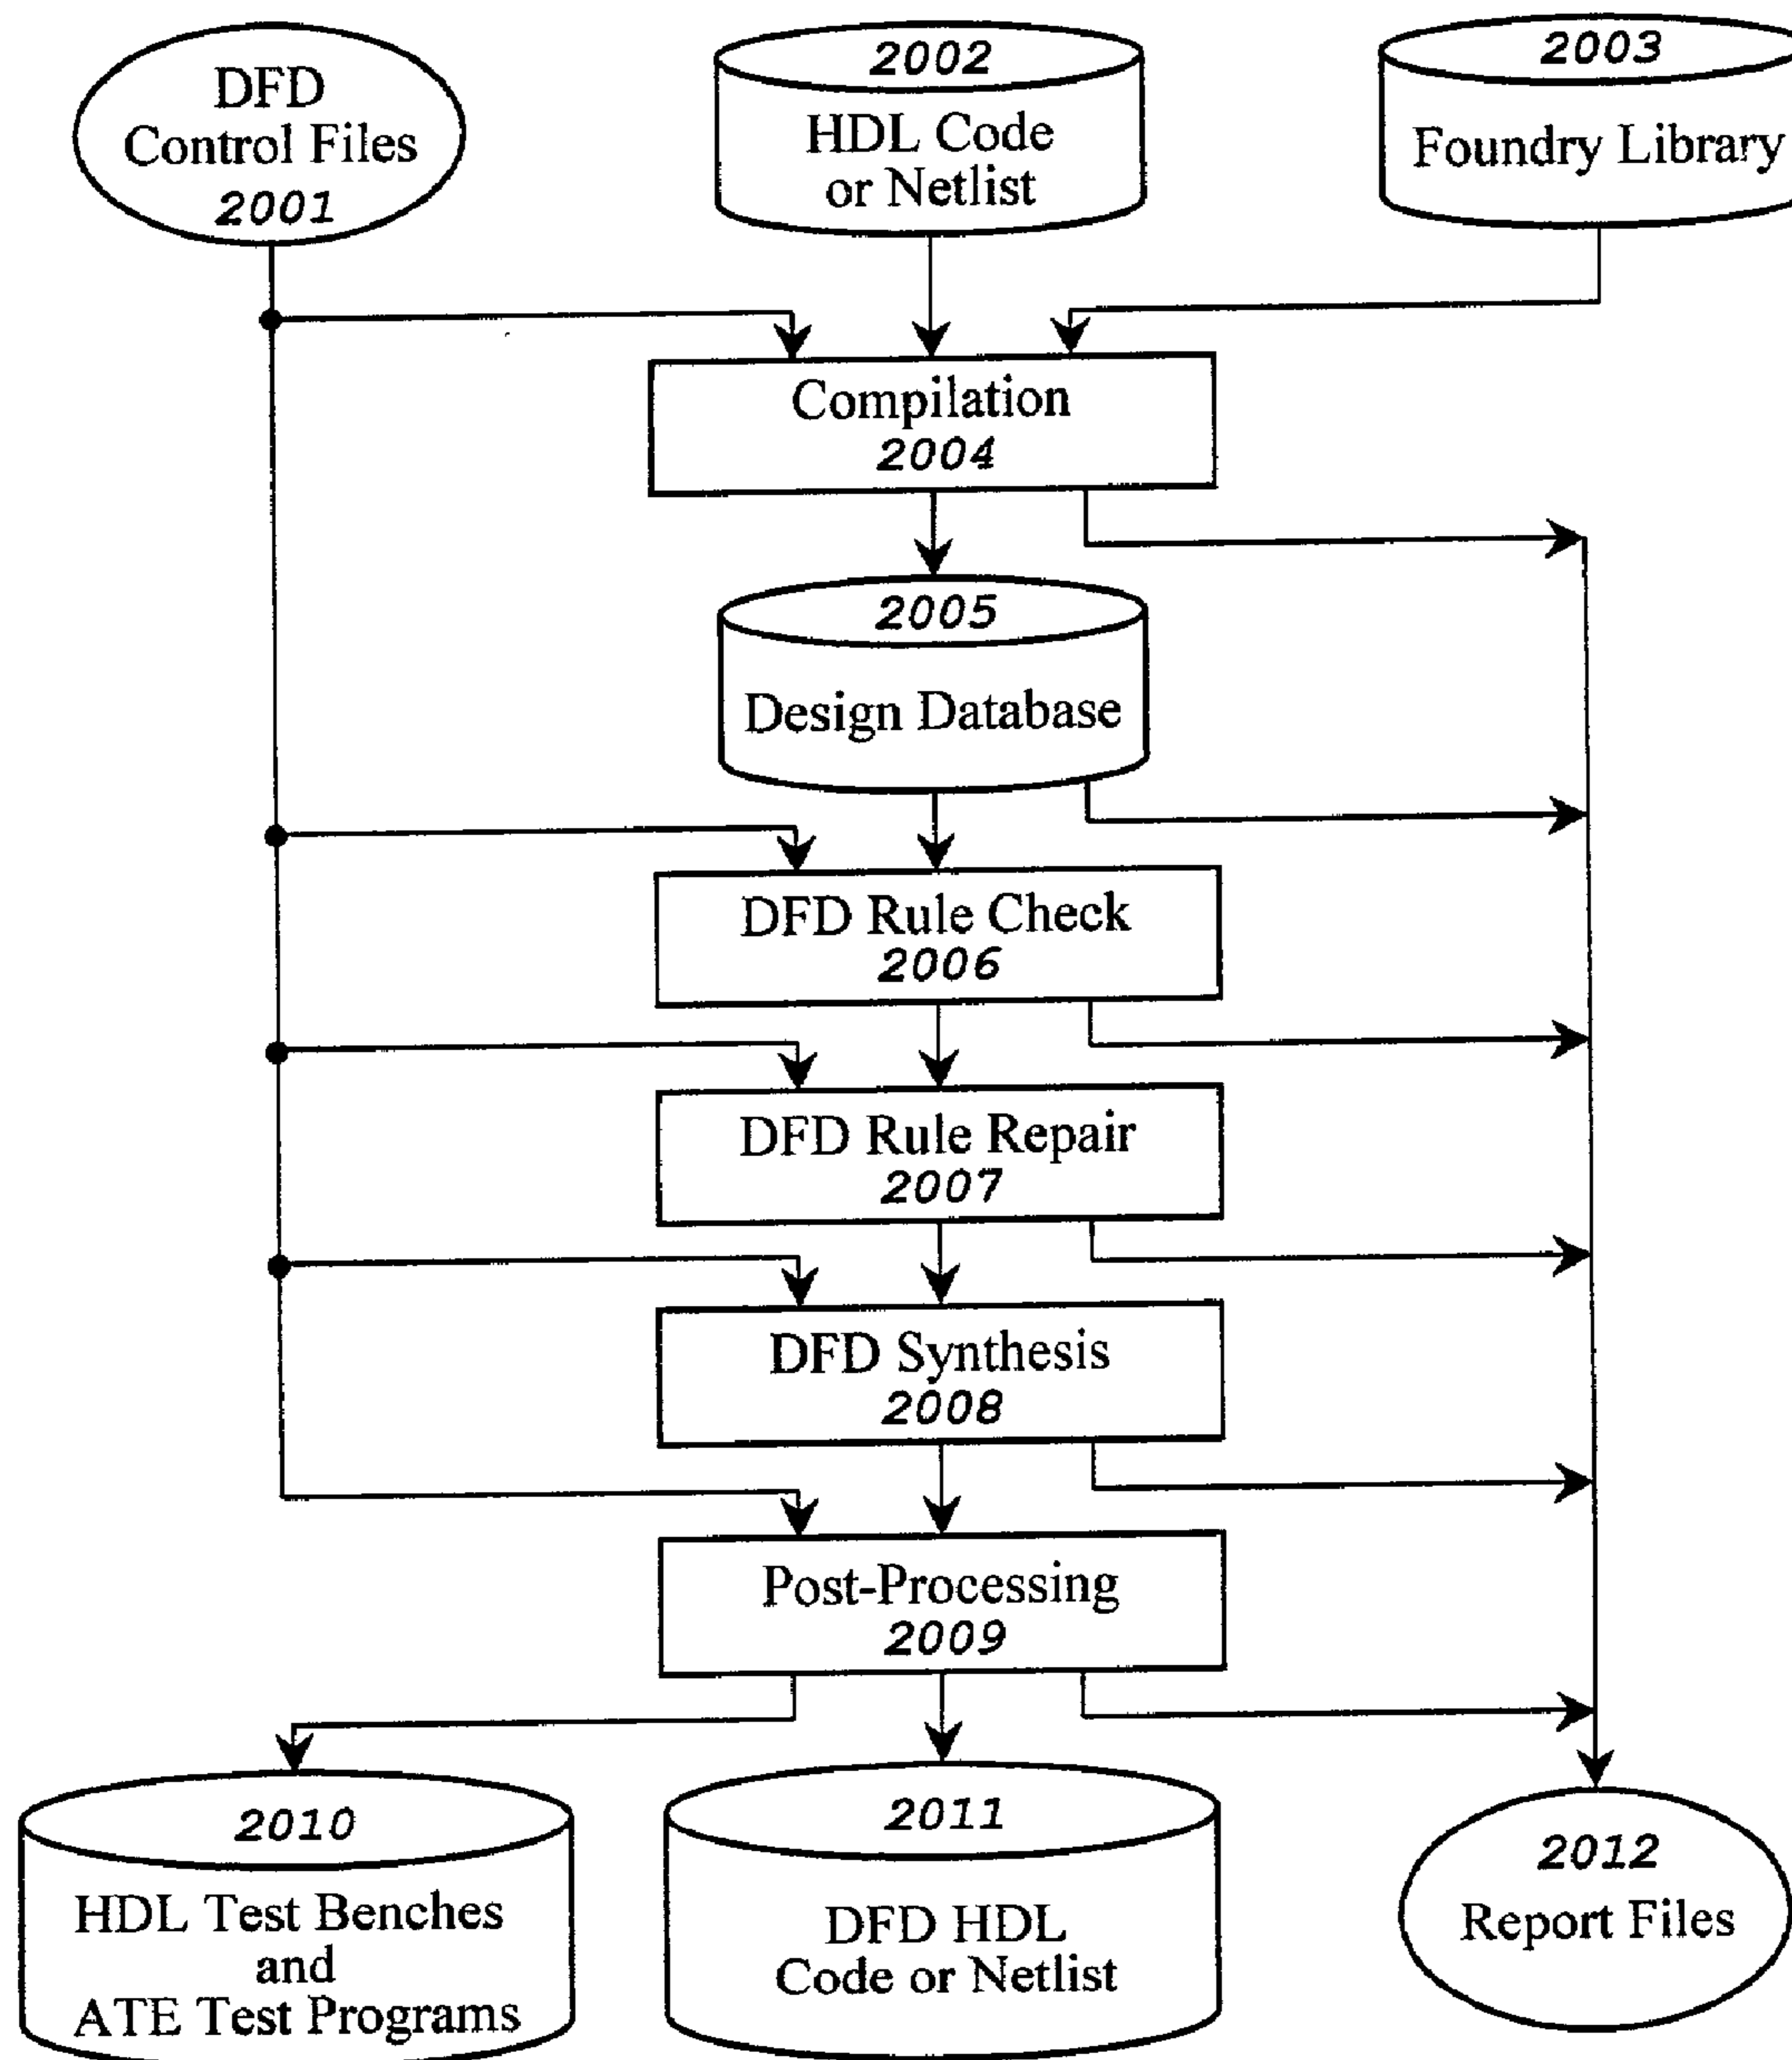 DFD
Control Files
2001
2002
HDL Code
or Netlist
2003
Foundry Library
Compilation
2004
2005
Design Database
DFD Rule Check
2006
DFD Rule Repair
2007
DFD Synthesis
2008
Post-Processing
2009
2010
HDL Test Benches
and
ATE Test Programs
2011
DFD HDL
Code or Netlist
2012
Report Files